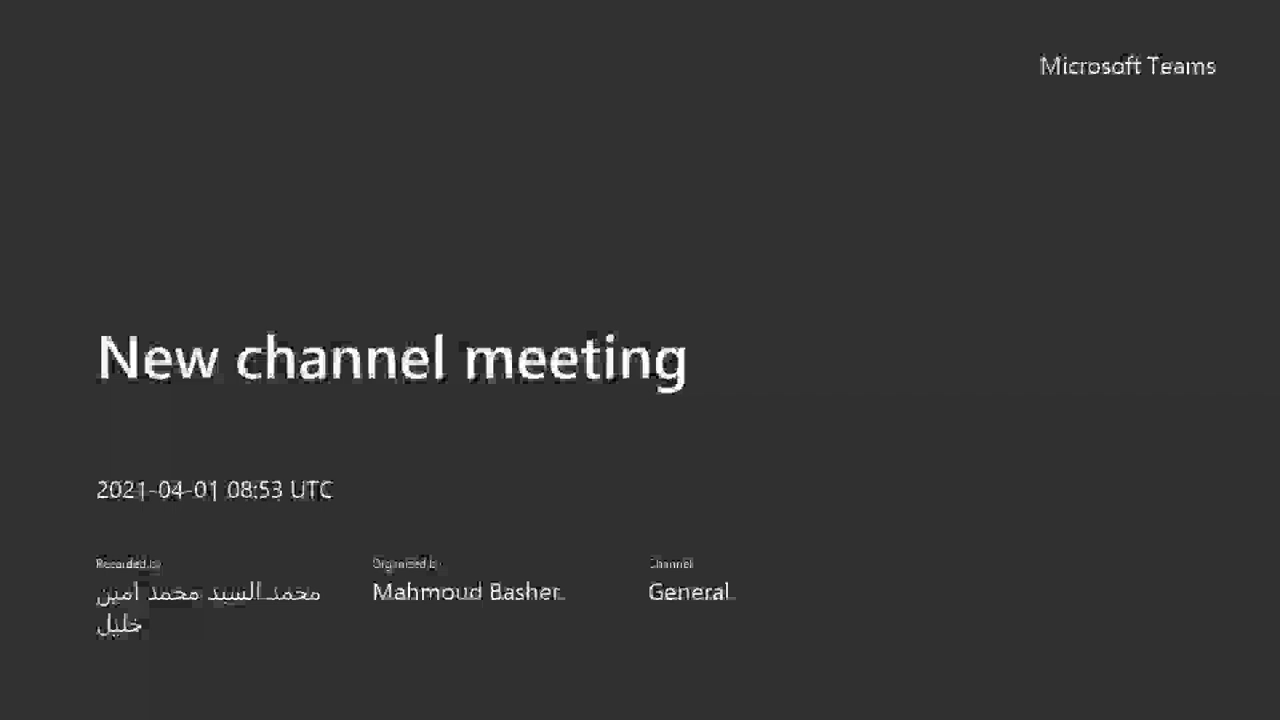 Microsoft Teams
New channel meeting
2021-04-01 08:53 UTC
Recorded by
محمد السيد محمد امين
خليل
Organized by
Mahmoud Basher
Channel
General